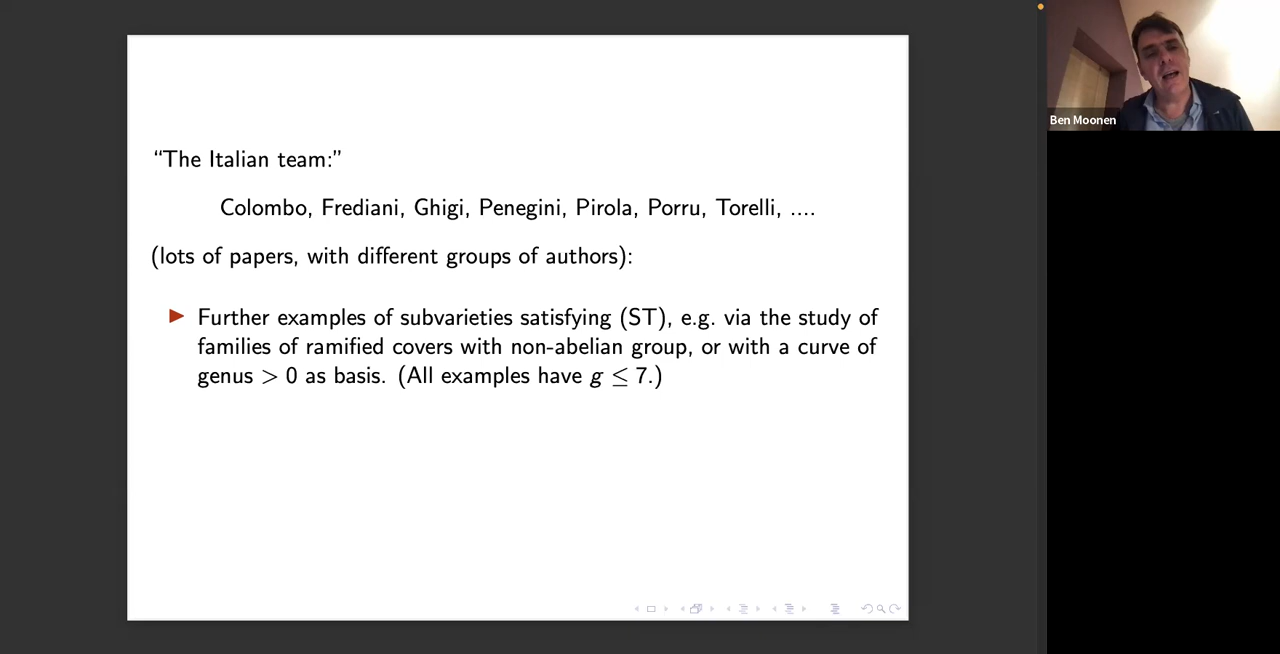 “The Italian team:”
Colombo, Frediani, Ghigi, Penegini, Pirola, Porru, Torelli, ....
(lots of papers, with different groups of authors):
▶ Further examples of subvarieties satisfying (ST), e.g. via the study of
families of ramified covers with non-abelian group, or with a curve of
genus > 0 as basis. (All examples have g ≤ 7.)
Ben Moonen